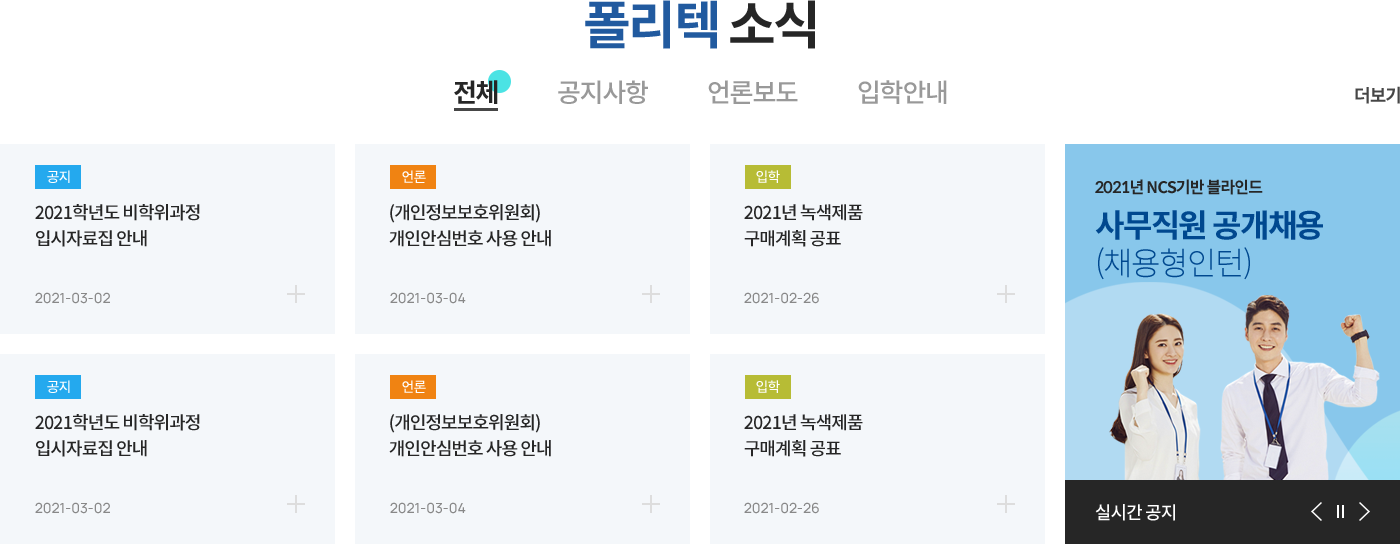 폴리텍 소식
전체
공지사항
언론보도
입학안내
더보기
공지
2021학년도 비학위과정
입시자료집 안내
2021-03-02
언론
(개인정보보호위원회)
개인안심번호 사용 안내
2021-03-04
입학
2021년 녹색제품
구매계획 공표
2021-02-26
2021년 NCS기반 블라인드
사무직원 공개채용
(채용형인턴)
공지
2021학년도 비학위과정
입시자료집 안내
2021-03-02
언론
(개인정보보호위원회)
개인안심번호 사용 안내
2021-03-04
입학
2021년 녹색제품
구매계획 공표
2021-02-26
실시간 공지